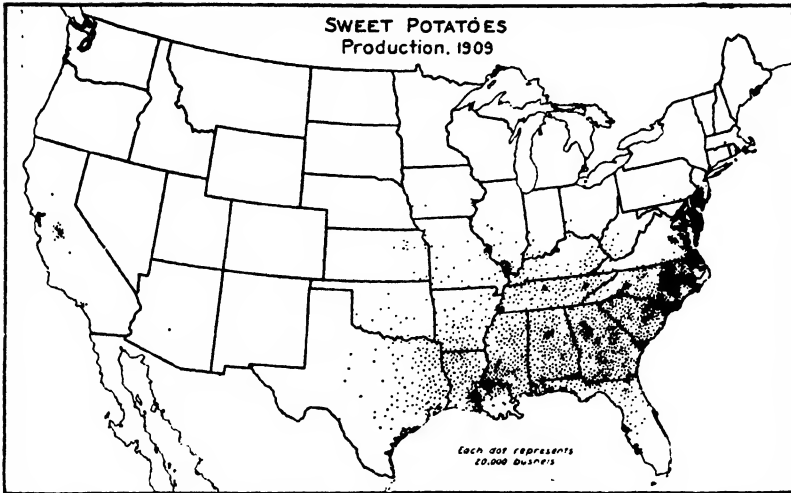 SWEET POTATOES
Production, 1909
Each dot represents
20,000 bushels